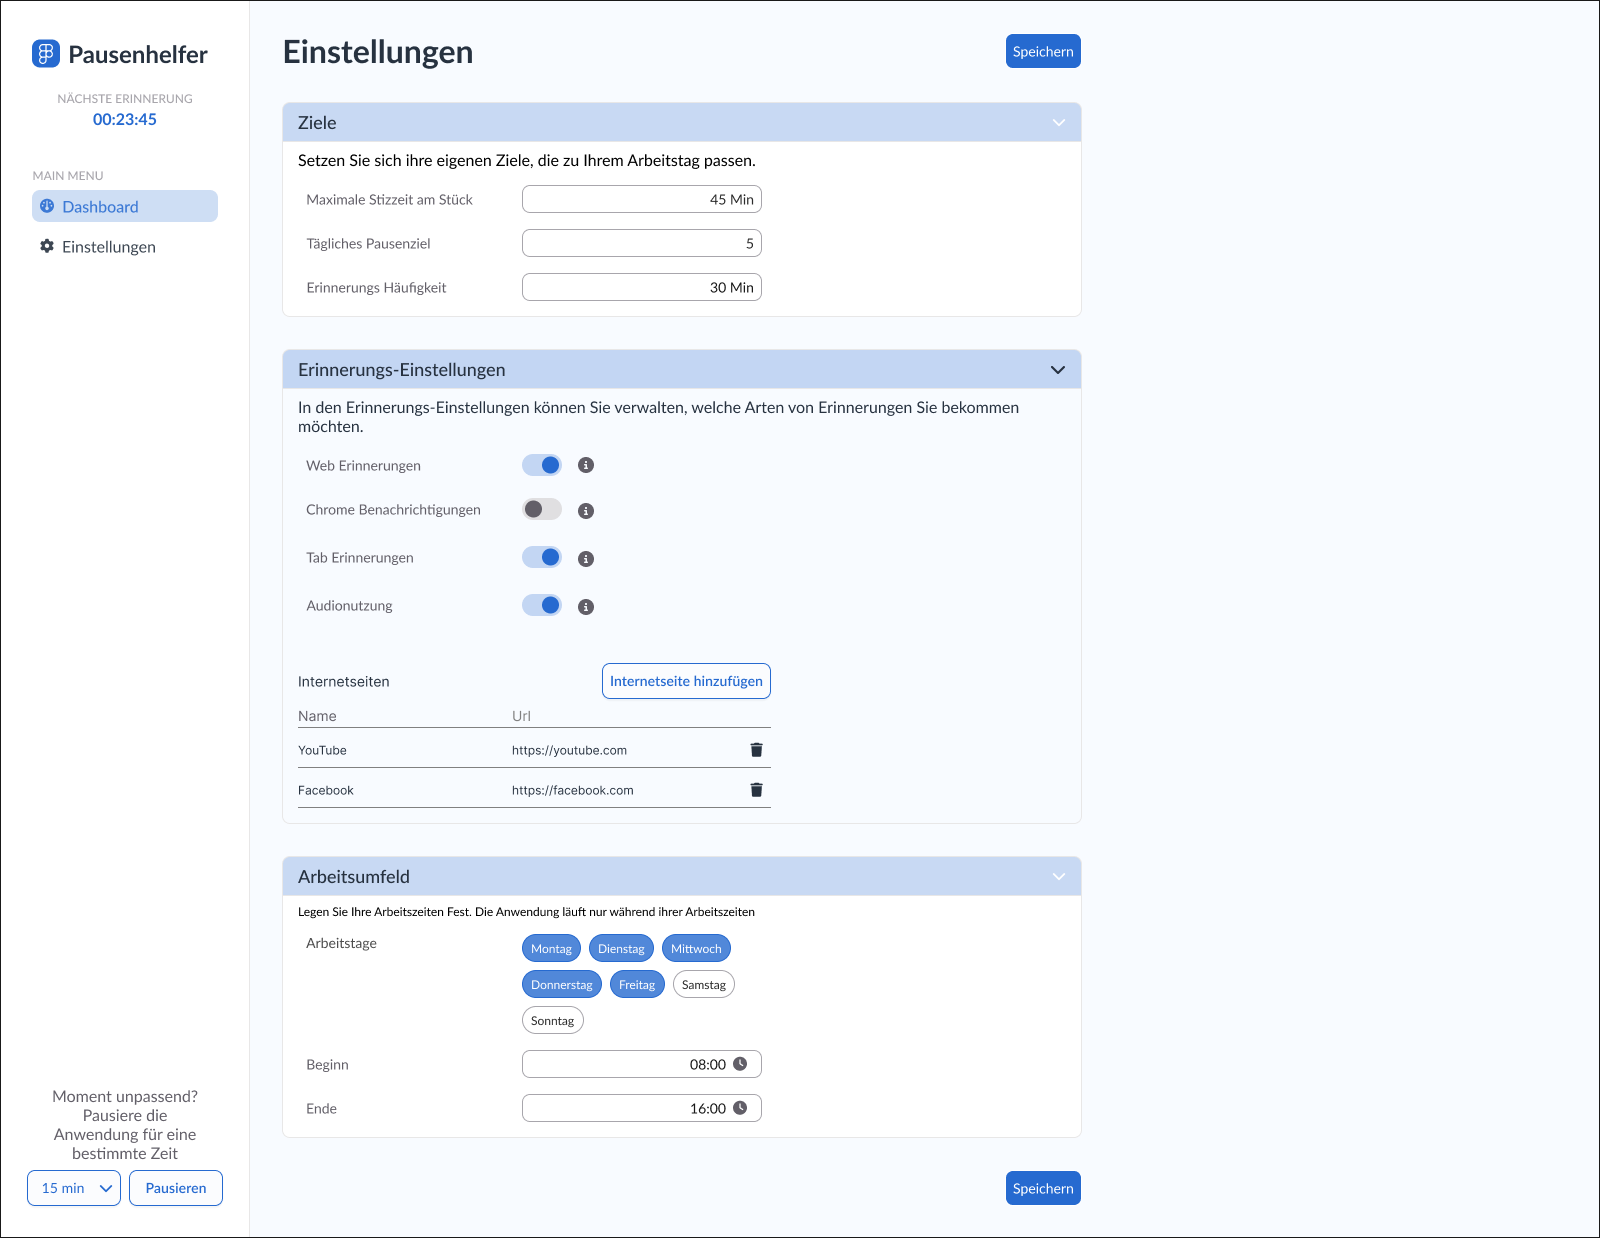 Pausenhelfer
NÄCHSTE ERINNERUNG
00:23:45
MAIN MENU
Dashboard
Einstellungen
Moment unpassend?
Pausiere die
Anwendung für eine
bestimmte Zeit
15 min
Pausieren
Einstellungen
Speichern
Ziele
Setzen Sie sich ihre eigenen Ziele, die zu Ihrem Arbeitstag passen.
Maximale Stizzeit am Stück
45 Min
Tägliches Pausenziel
5
Erinnerungs Häufigkeit
30 Min
Erinnerungs-Einstellungen
In den Erinnerungs-Einstellungen können Sie verwalten, welche Arten von Erinnerungen Sie bekommen
möchten.
Web Erinnerungen
Chrome Benachrichtigungen
Tab Erinnerungen
Audionutzung
Internetseiten
Internetseite hinzufügen
Name Url
YouTube https://youtube.com
Facebook https://facebook.com
Arbeitsumfeld
Legen Sie Ihre Arbeitszeiten Fest. Die Anwendung läuft nur während ihrer Arbeitszeiten
Arbeitstage
Montag Dienstag Mittwoch
Donnerstag Freitag Samstag
Sonntag
Beginn
08:00
Ende
16:00
Speichern